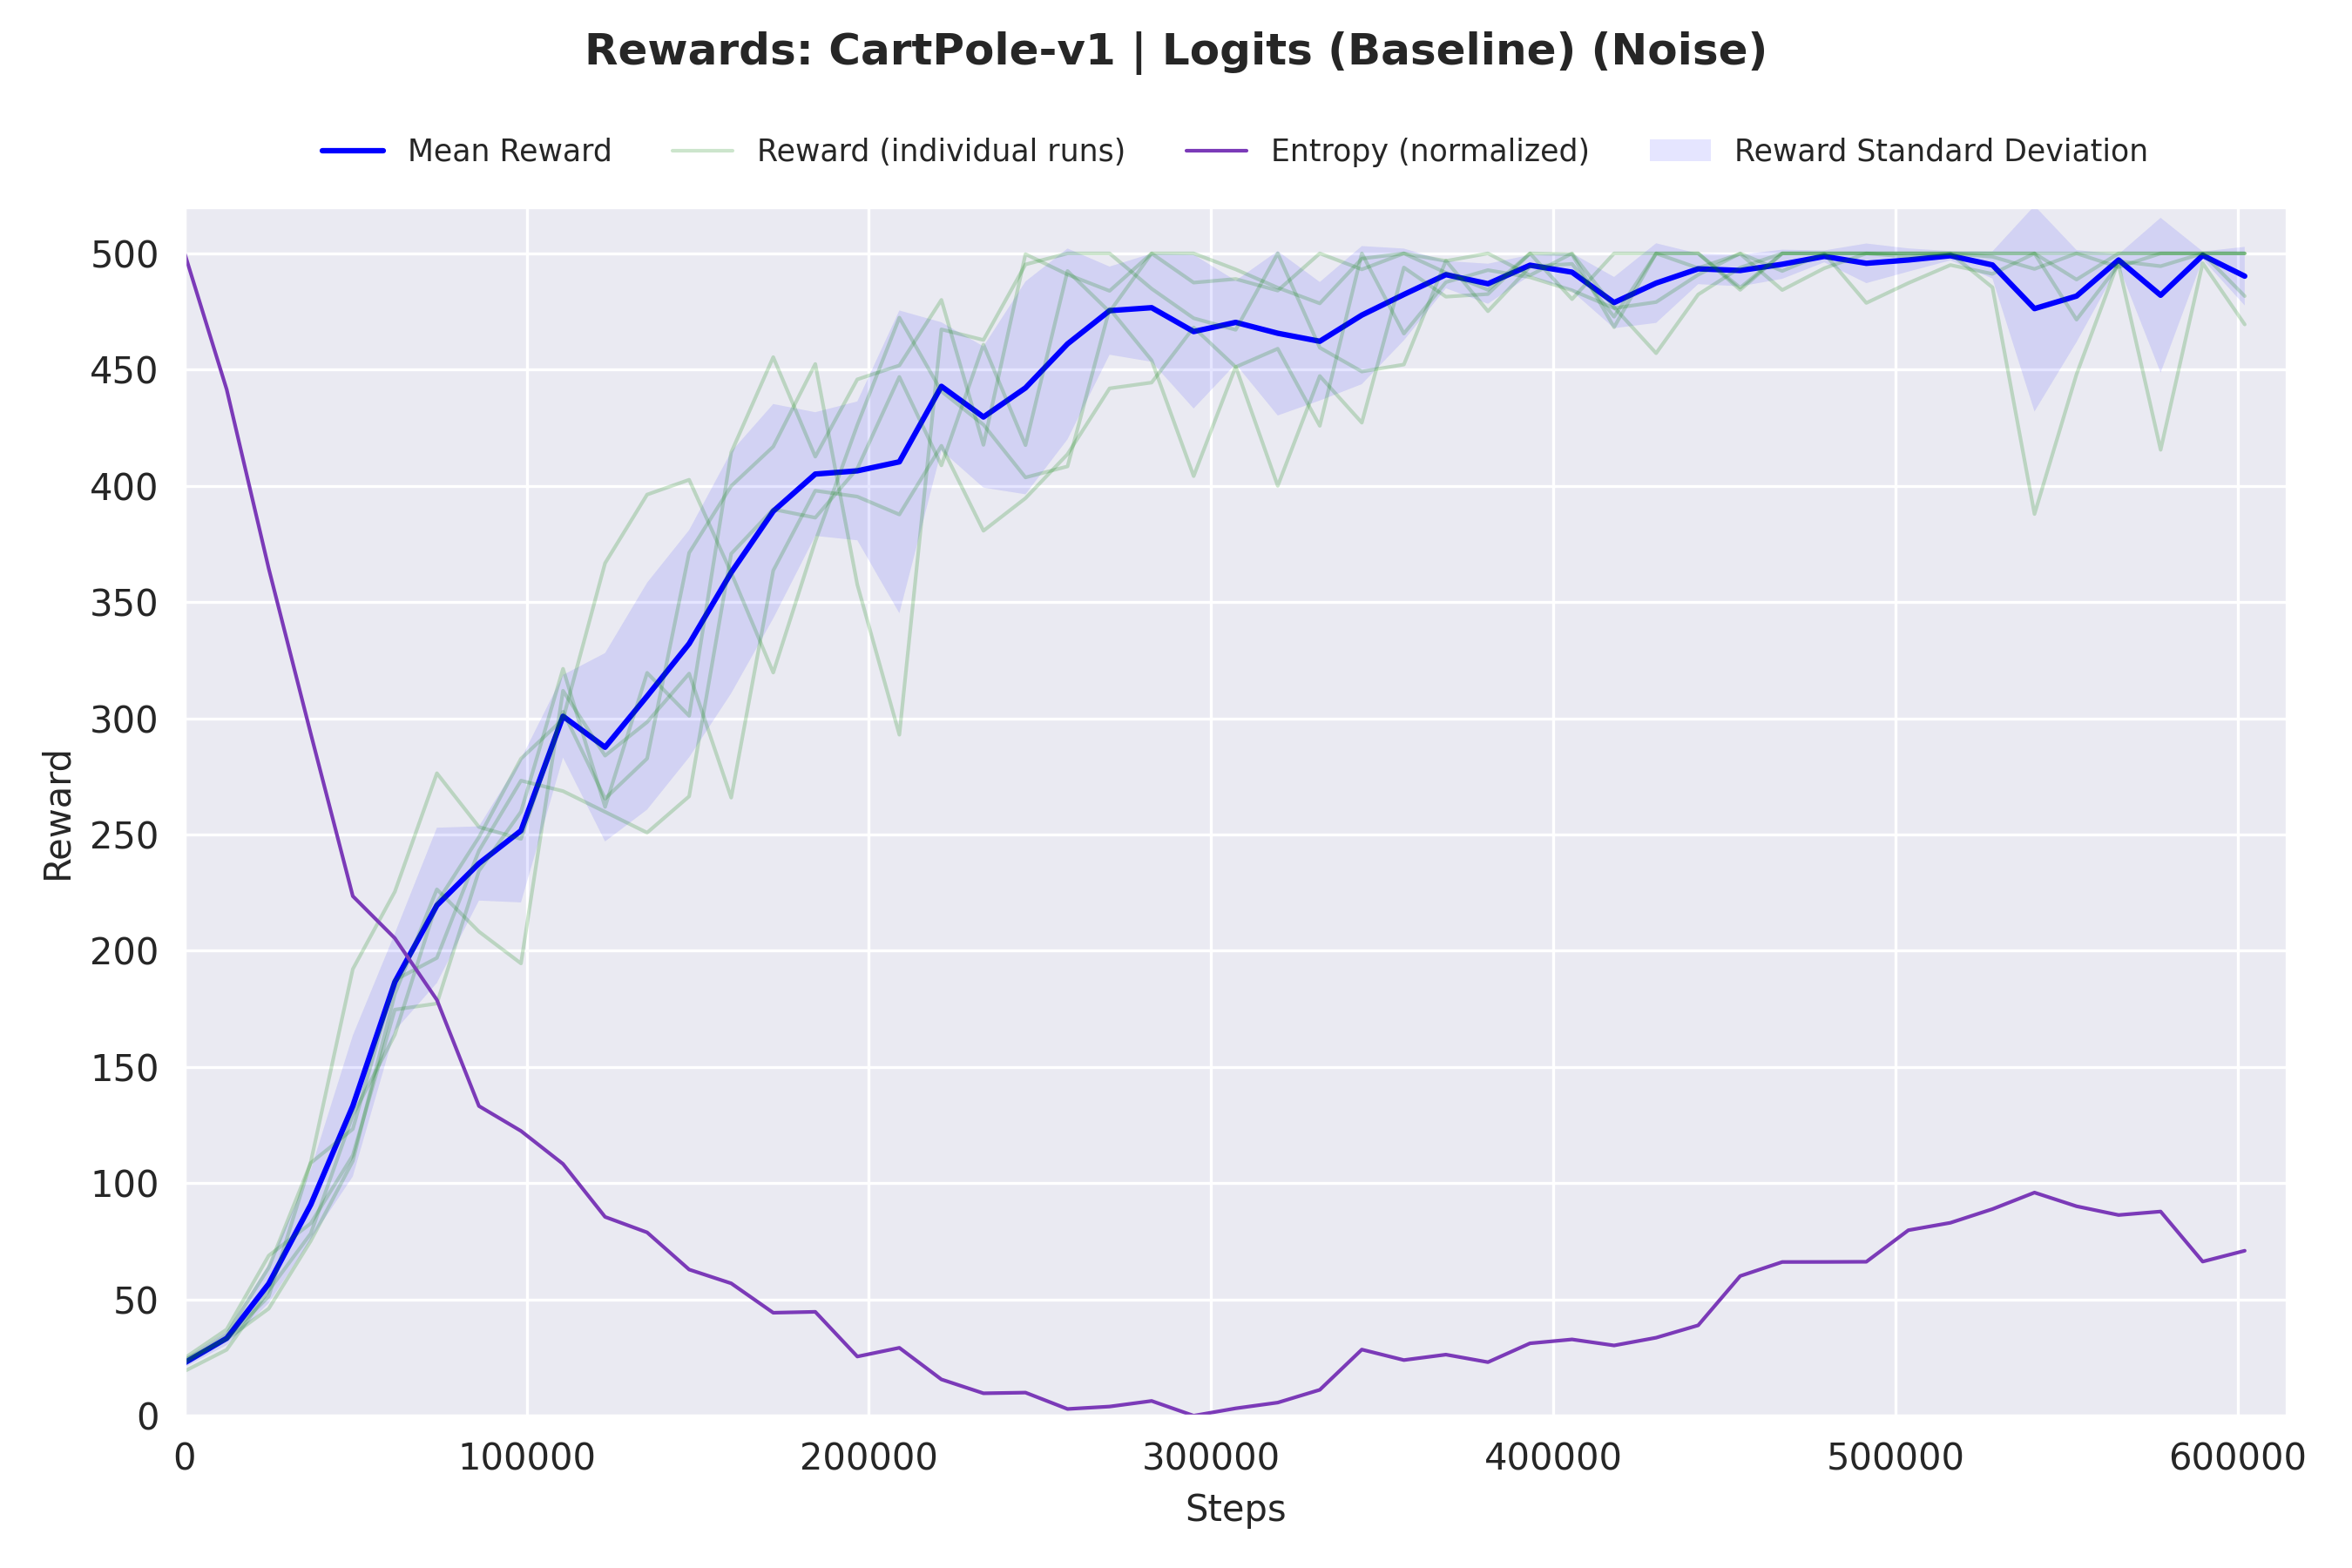 Rewards: CartPole-v1 | Logits (Baseline) (Noise)
Mean Reward Reward (individual runs) Entropy (normalized) Reward Standard Deviation
500
450
400
350
300
250
200
150
100
50
0
Reward
0 100000 200000 300000 400000 500000 600000
Steps